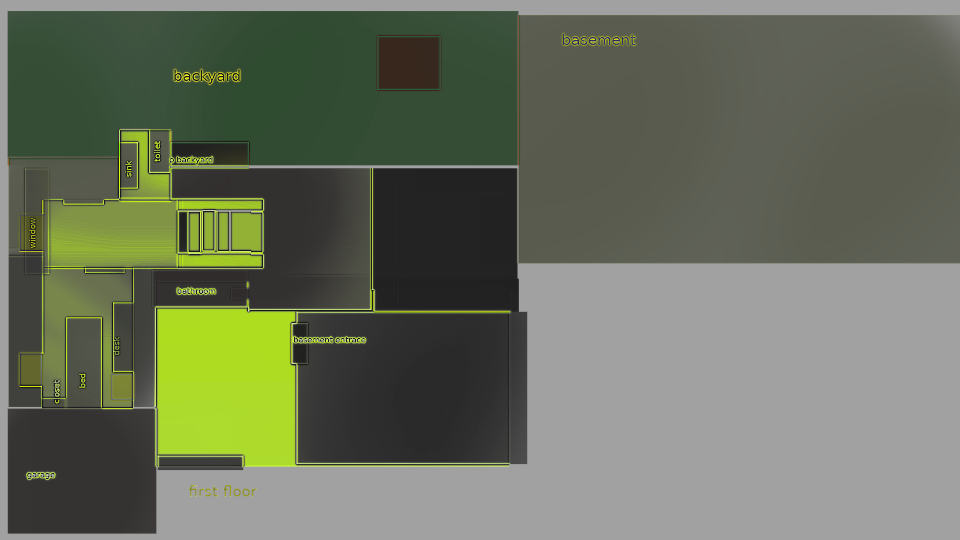 basement
backyard
toilet
backyard
sink
window
bathroom
basement entrace
desk
bed
closet
garage
first floor